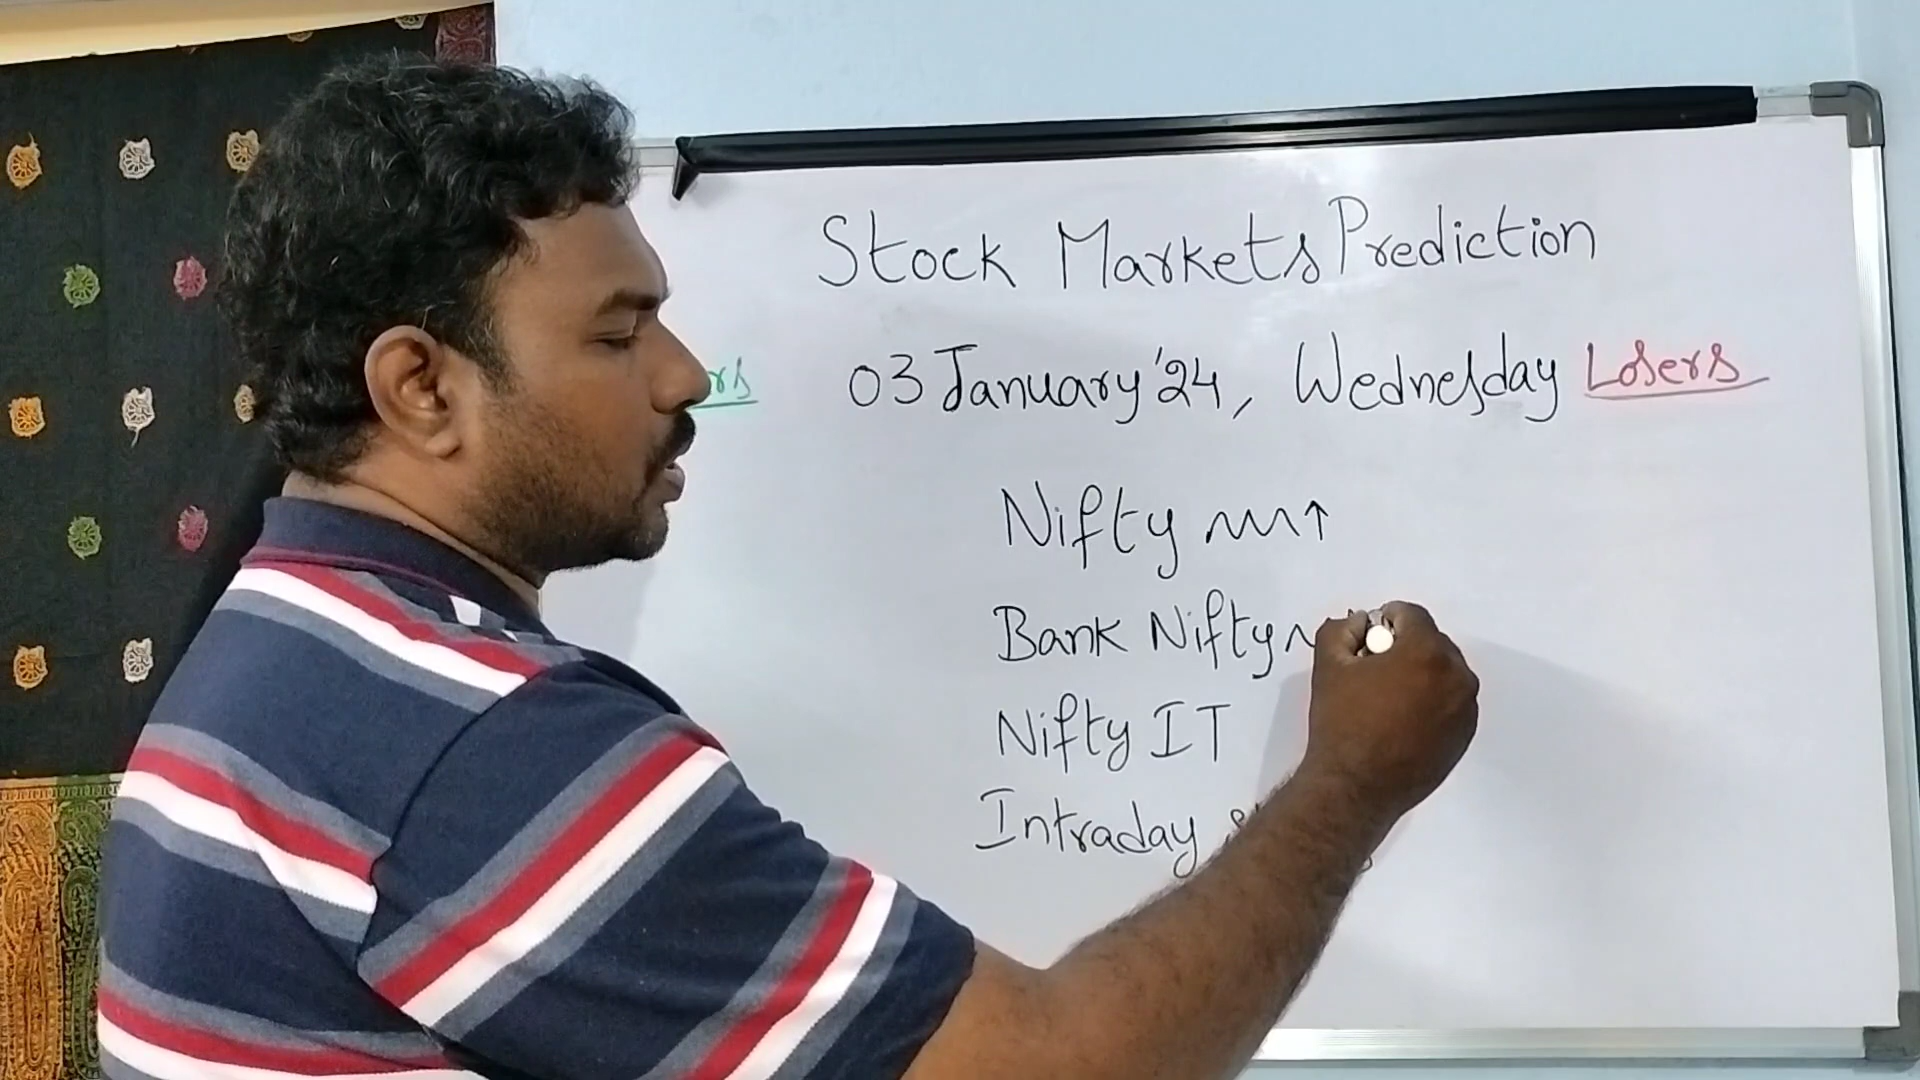 Stock Markets Prediction
03 January '24, Wednesday Losers
Nifty ↑
Bank Nifty
Nifty IT
Intraday